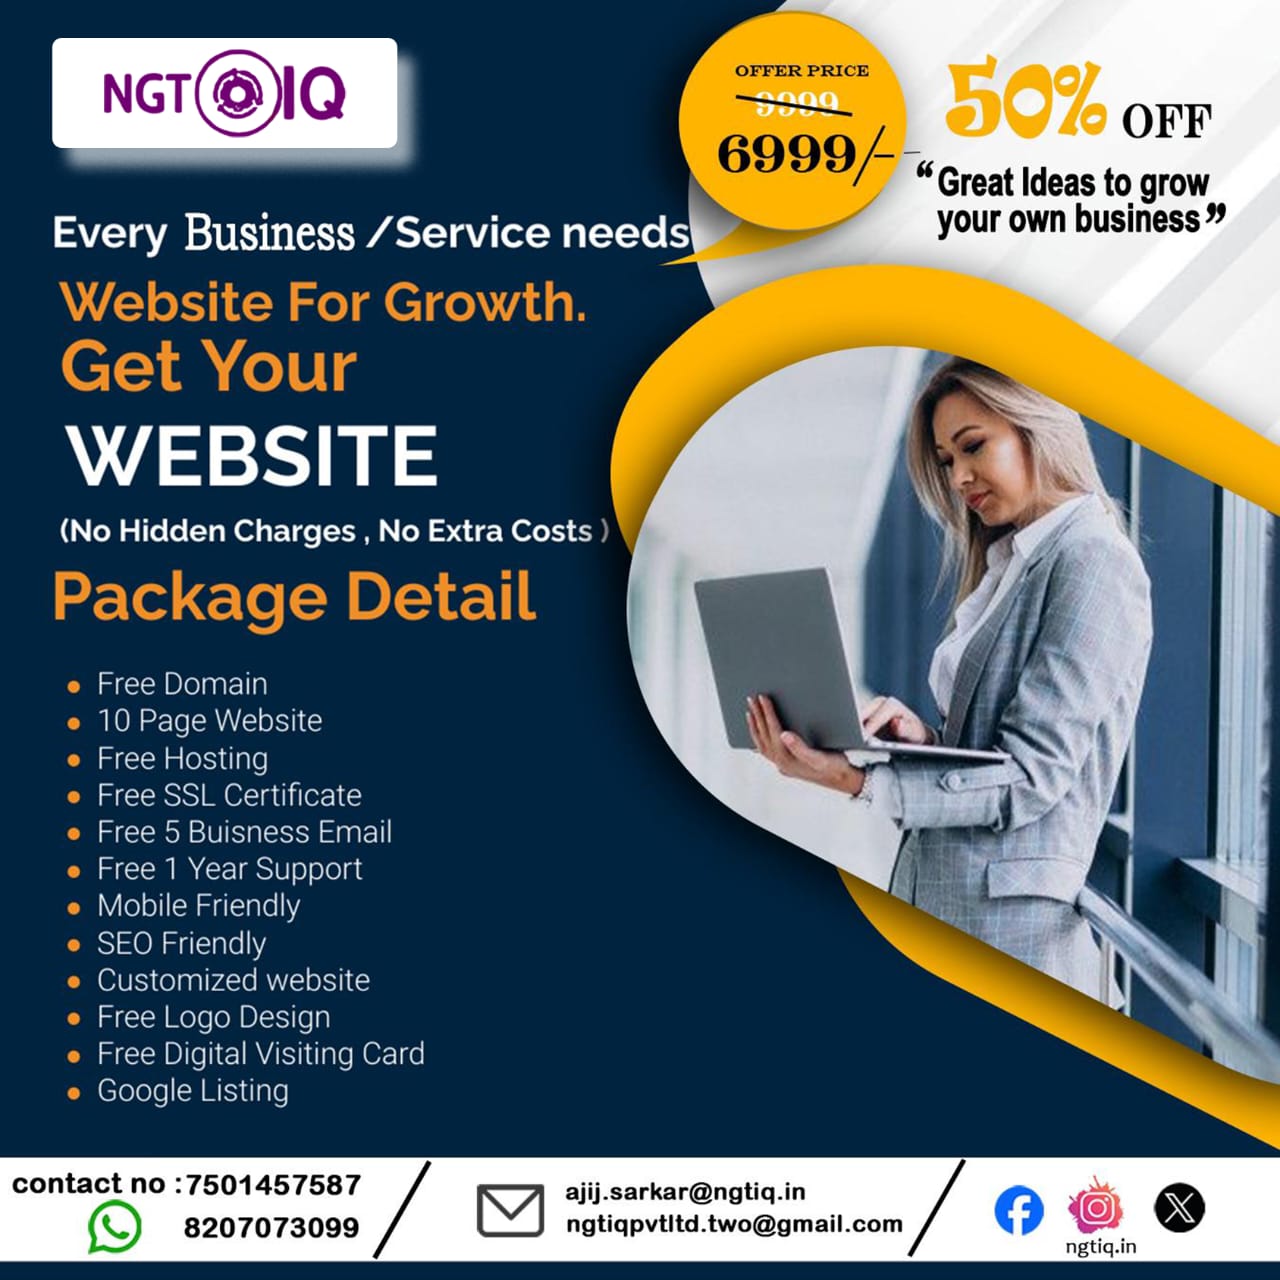 NGT IQ
OFFER PRICE
9999
6999/-
50% OFF
“Great Ideas to grow
your own business”
Every Business /Service needs
Website For Growth.
Get Your
WEBSITE
(No Hidden Charges , No Extra Costs )
Package Detail
• Free Domain
• 10 Page Website
• Free Hosting
• Free SSL Certificate
• Free 5 Buisness Email
• Free 1 Year Support
• Mobile Friendly
• SEO Friendly
• Customized website
• Free Logo Design
• Free Digital Visiting Card
• Google Listing
contact no :7501457587
8207073099
ajij.sarkar@ngtiq.in
ngtiqpvtltd.two@gmail.com
ngtiq.in